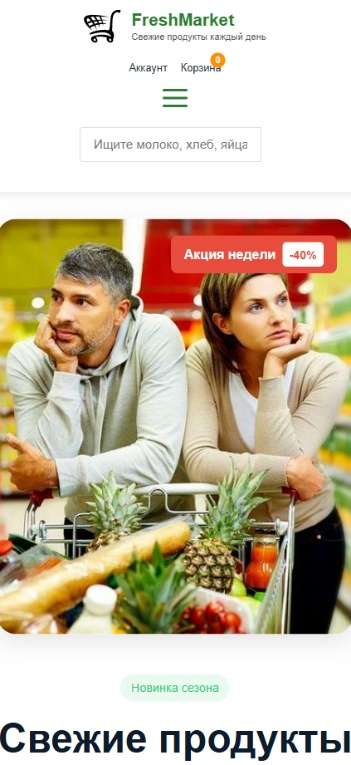 FreshMarket
Свежие продукты каждый день
Аккаунт Корзина 0
Ищите молоко, хлеб, яйца
Акция недели -40%
Новинка сезона
Свежие продукты